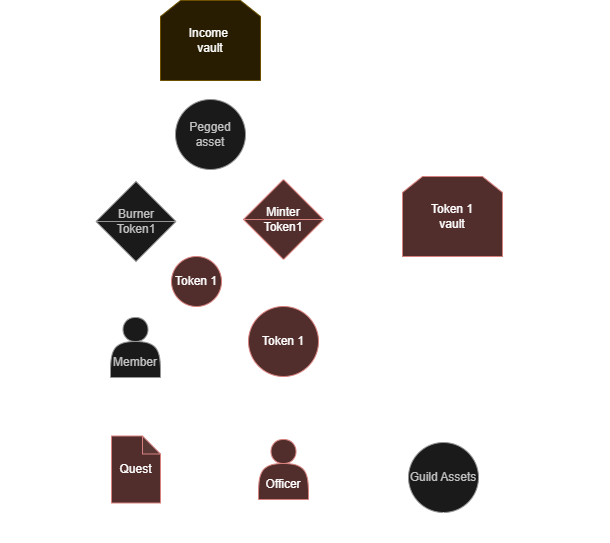 Income
vault
Pegged
asset
Burner
Token1
Minter
Token1
Token 1
vault
Token 1
Token 1
Member
Quest
Officer
Guild Assets